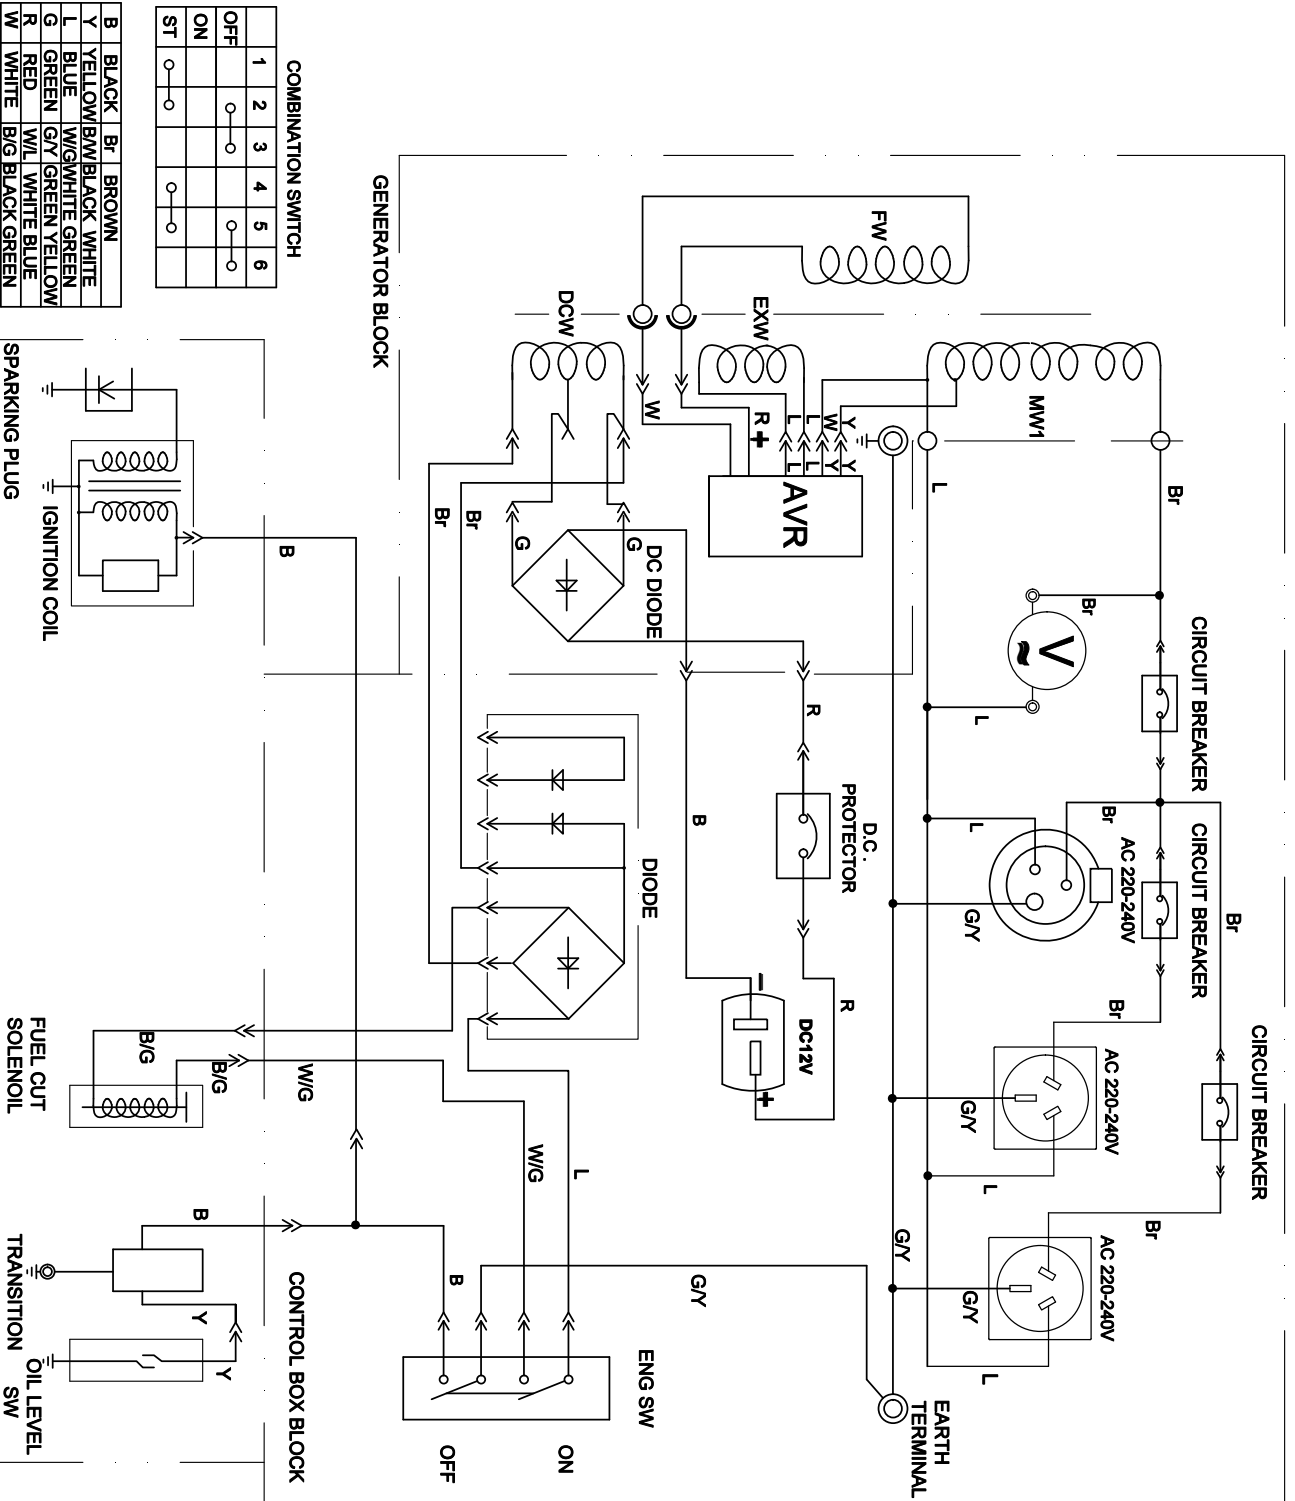 CIRCUIT BREAKER
Br
CIRCUIT BREAKER
CIRCUIT BREAKER
Br
Br
AC 220-240V
Br
AC 220-240V
AC 220-240V
Br
Br
V
≈
MW1
L
L
L
L
G/Y
G/Y
G/Y
L
EARTH
TERMINAL
G/Y
FW
D.C.
PROTECTOR
Y Y
W Y
L L
L L
R
AVR
DC12V
R
EXW
R +
+
−
B
G/Y
W
DC DIODE
DIODE
ENG SW
G
L
DCW
ON
W/G
G
Br
Br
B
OFF
GENERATOR BLOCK
W/G
COMBINATION SWITCH
1 2 3 4 5 6
OFF
ON
ST
CONTROL BOX BLOCK
B
B/G
B/G
B
Y
Y
B BLACK Br BROWN
Y YELLOW B/W BLACK WHITE
L BLUE W/G WHITE GREEN
G GREEN G/Y GREEN YELLOW
R RED W/L WHITE BLUE
W WHITE B/G BLACK GREEN
IGNITION COIL
SPARKING PLUG
FUEL CUT
SOLENOIL
TRANSITION
OIL LEVEL
SW